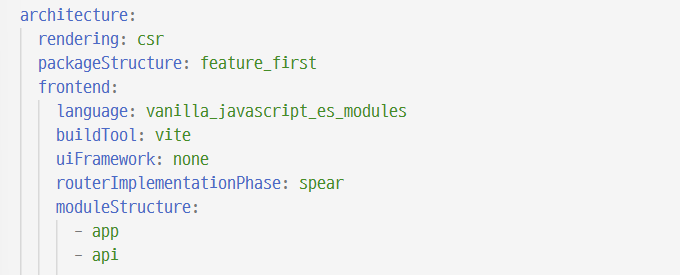 architecture:
rendering: csr
packageStructure: feature_first
frontend:
language: vanilla_javascript_es_modules
buildTool: vite
uiFramework: none
routerImplementationPhase: spear
moduleStructure:
- app
- api